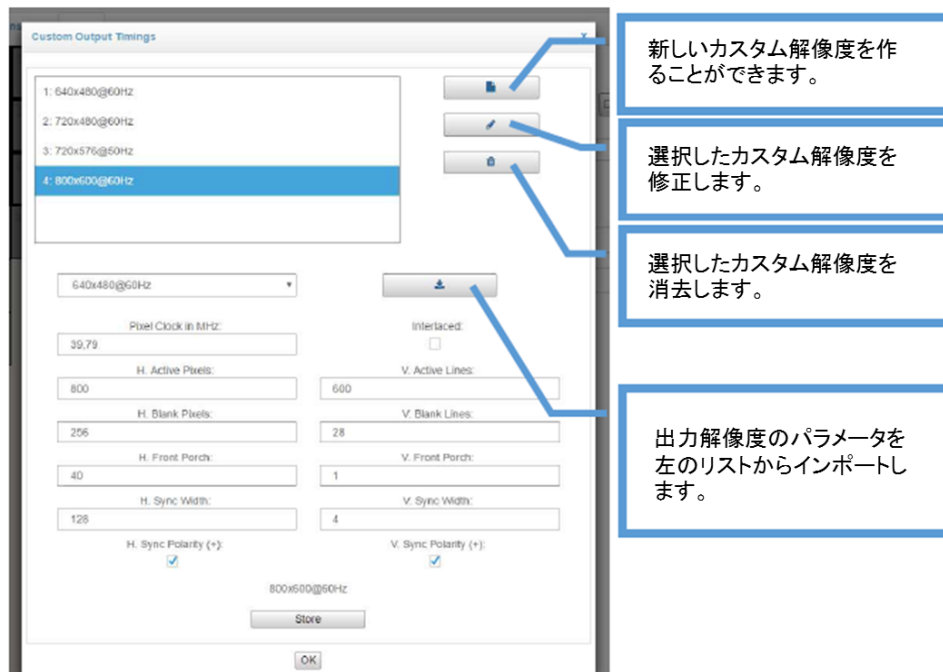 Custom Output Timings
x
1: 640x480@60Hz
2: 720x480@60Hz
3: 720x576@50Hz
4: 800x600@60Hz
640x480@60Hz
Pixel Clock in MHz:
39,79
Interlaced:
H. Active Pixels:
800
V. Active Lines:
600
H. Blank Pixels:
256
V. Blank Lines:
28
H. Front Porch:
40
V. Front Porch:
1
H. Sync Width:
128
V. Sync Width:
4
H. Sync Polarity (+):
V. Sync Polarity (+):
800x600@60Hz
Store
OK
新しいカスタム解像度を作
ることができます。
選択したカスタム解像度を
修正します。
選択したカスタム解像度を
消去します。
出力解像度のパラメータを
左のリストからインポートし
ます。